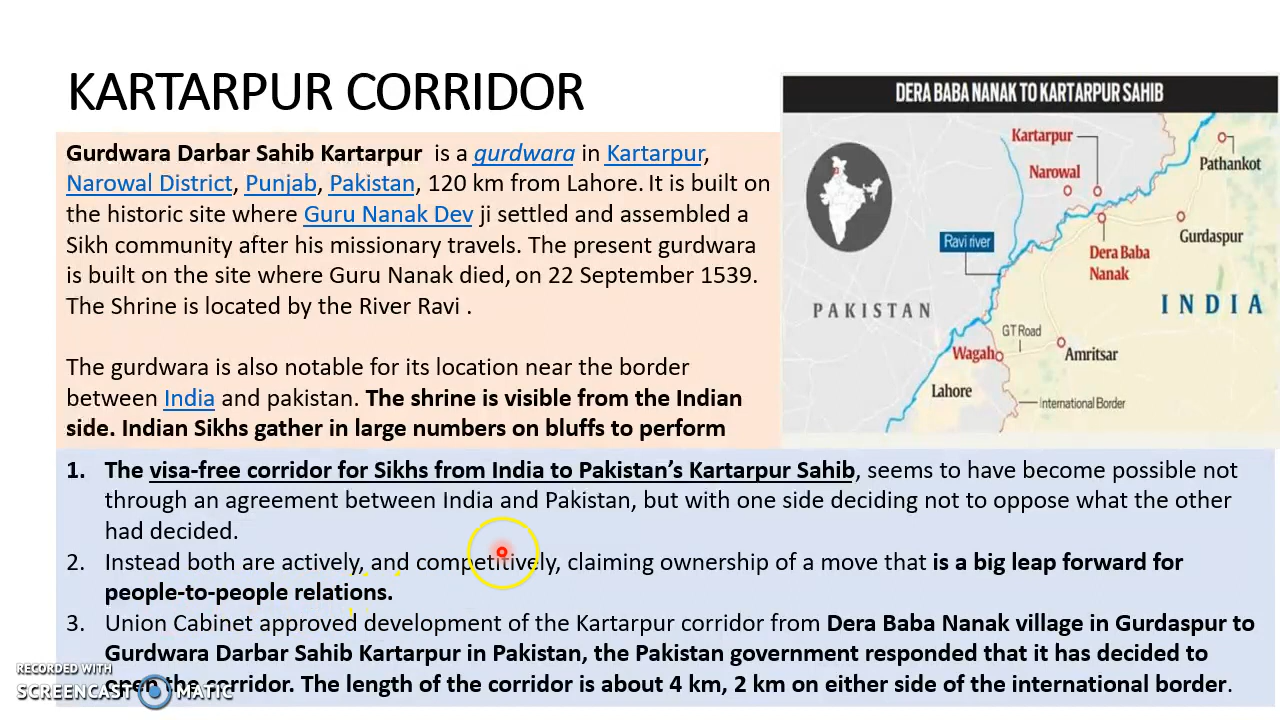 KARTARPUR CORRIDOR
Gurdwara Darbar Sahib Kartarpur is a gurdwara in Kartarpur,
Narowal District, Punjab, Pakistan, 120 km from Lahore. It is built on
the historic site where Guru Nanak Dev ji settled and assembled a
Sikh community after his missionary travels. The present gurdwara
is built on the site where Guru Nanak died, on 22 September 1539.
The Shrine is located by the River Ravi .
The gurdwara is also notable for its location near the border
between India and pakistan. The shrine is visible from the Indian
side. Indian Sikhs gather in large numbers on bluffs to perform
DERA BABA NANAK TO KARTARPUR SAHIB
Kartarpur
Pathankot
Narowal
Gurdaspur
Ravi river
Dera Baba
Nanak
PAKISTAN
INDIA
GT Road
Wagah
Amritsar
Lahore
International Border
1. The visa-free corridor for Sikhs from India to Pakistan's Kartarpur Sahib, seems to have become possible not
through an agreement between India and Pakistan, but with one side deciding not to oppose what the other
had decided.
2. Instead both are actively, and competitively, claiming ownership of a move that is a big leap forward for
people-to-people relations.
3. Union Cabinet approved development of the Kartarpur corridor from Dera Baba Nanak village in Gurdaspur to
Gurdwara Darbar Sahib Kartarpur in Pakistan, the Pakistan government responded that it has decided to
open the corridor. The length of the corridor is about 4 km, 2 km on either side of the international border.
RECORDED WITH
SCREENCAST MATIC